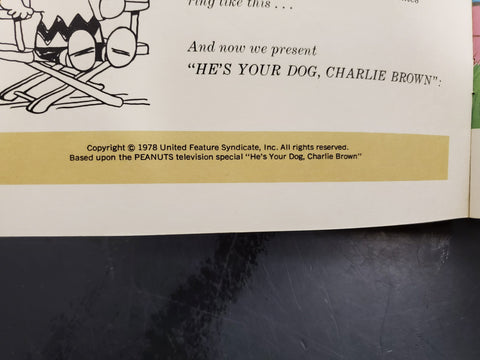 ring like this . . .
And now we present
"HE'S YOUR DOG, CHARLIE BROWN":
Copyright © 1978 United Feature Syndicate, Inc. All rights reserved.
Based upon the PEANUTS television special "He's Your Dog, Charlie Brown"